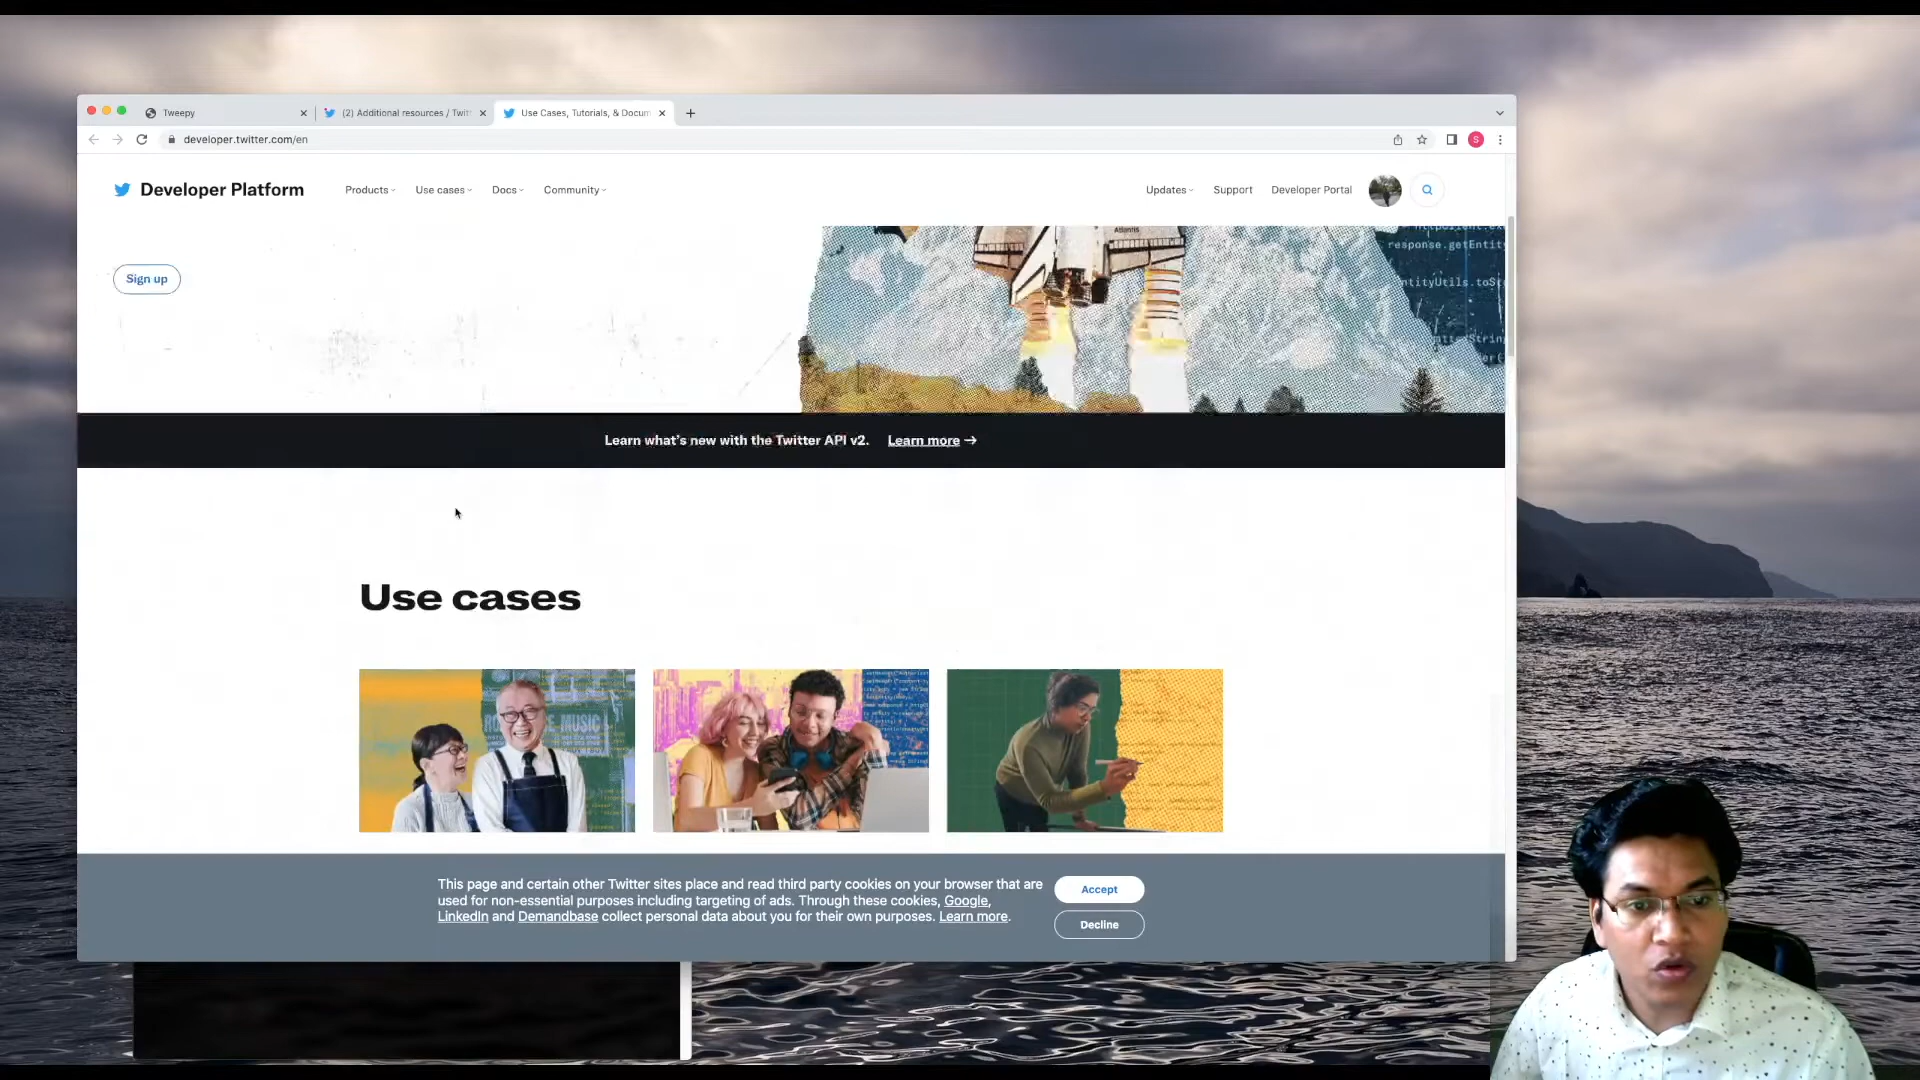 Tweepy
(2) Additional resources / Twit
Use Cases, Tutorials, & Docum
developer.twitter.com/en
S
Developer Platform
Products
Use cases
Docs
Community
Updates
Support
Developer Portal
Sign up
Atlantis
response.getEntity
Learn what's new with the Twitter API v2. Learn more →
Use cases
This page and certain other Twitter sites place and read third party cookies on your browser that are
used for non-essential purposes including targeting of ads. Through these cookies, Google,
LinkedIn and Demandbase collect personal data about you for their own purposes. Learn more.
Accept
Decline